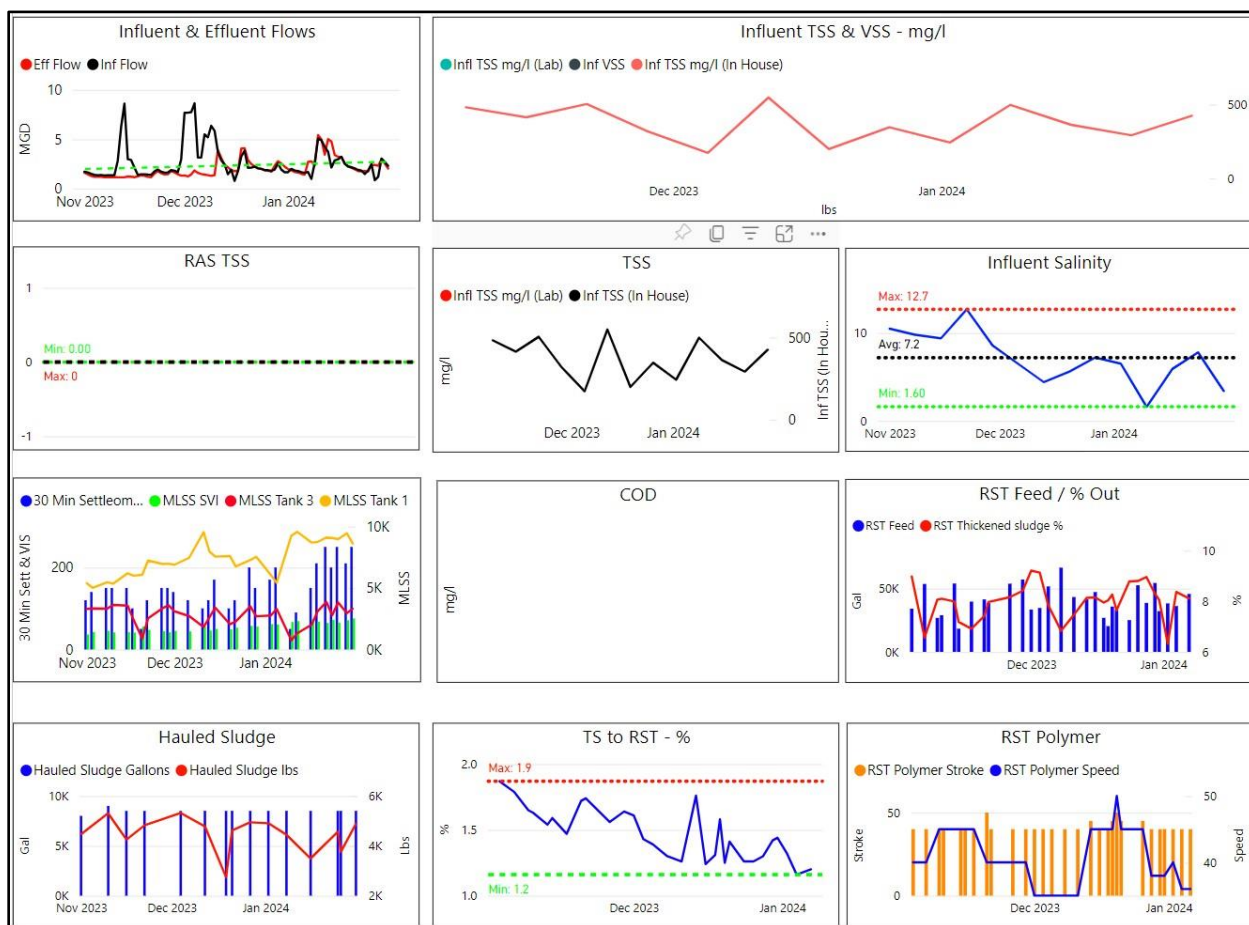 Influent & Effluent Flows
Eff Flow Inf Flow
10
5
0
MGD
Nov 2023 Dec 2023 Jan 2024
Influent TSS & VSS - mg/l
Infl TSS mg/l (Lab) Inf VSS Inf TSS mg/l (In House)
500
0
Dec 2023 Jan 2024
lbs
RAS TSS
1
Min: 0.00
0
Max: 0
-1
TSS
Infl TSS mg/l (Lab) Inf TSS (In House)
mg/l
500
0
Inf TSS (In Hou...
Dec 2023 Jan 2024
Influent Salinity
Max: 12.7
10
Avg: 7.2
Min: 1.60
0
Nov 2023 Dec 2023 Jan 2024
30 Min Settleom... MLSS SVI MLSS Tank 3 MLSS Tank 1
30 Min Sett & VIS
200
0
10K
5K
0K
MLSS
Nov 2023 Dec 2023 Jan 2024
COD
mg/l
RST Feed / % Out
RST Feed RST Thickened sludge %
Gal
50K
0K
10
8
6
%
Dec 2023 Jan 2024
Hauled Sludge
Hauled Sludge Gallons Hauled Sludge lbs
Gal
10K
5K
0K
6K
4K
2K
Lbs
Nov 2023 Dec 2023 Jan 2024
TS to RST - %
2.0
Max: 1.9
%
1.5
Min: 1.2
1.0
Dec 2023 Jan 2024
RST Polymer
RST Polymer Stroke RST Polymer Speed
Stroke
50
0
50
40
Speed
Dec 2023 Jan 2024